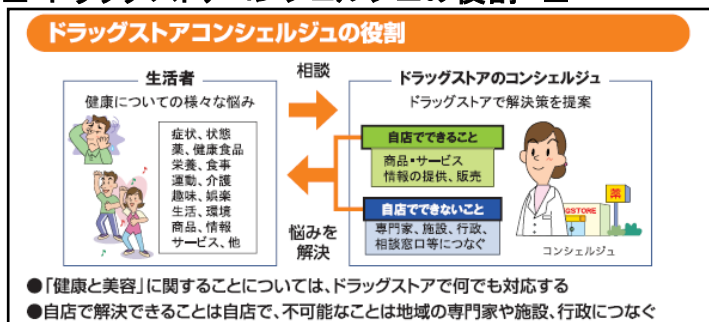 ドラッグストアコンシェルジュの役割
生活者
健康についての様々な悩み
症状、状態
薬、健康食品
栄養、食事
運動、介護
趣味、娯楽
生活、環境
商品、情報
サービス、他
相談
悩みを
解決
ドラッグストアのコンシェルジュ
ドラッグストアで解決策を提案
自店でできること
商品・サービス
情報の提供、販売
自店でできないこと
専門家、施設、行政、
相談窓口等につなぐ
薬
GSTORE
コンシェルジュ
●「健康と美容」に関することについては、ドラッグストアで何でも対応する
●自店で解決できることは自店で、不可能なことは地域の専門家や施設、行政につなぐ